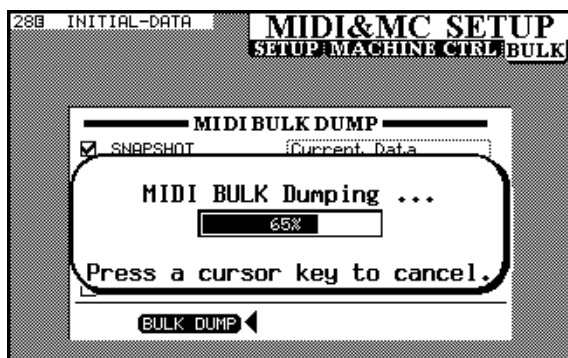 28 INITIAL-DATA
MIDI&MC SETUP
SETUP MACHINE CTRL BULK
MIDI BULK DUMP
SNAPSHOT Current Data
MIDI BULK Dumping ...
65%
Press a cursor key to cancel.
BULK DUMP